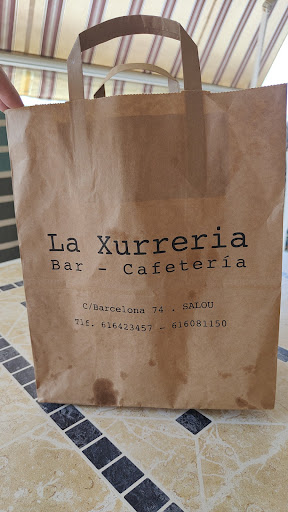 La Xurreria
Bar - Cafetería
C/Barcelona 74 . SALOU
Tlf. 616423457 - 616081150